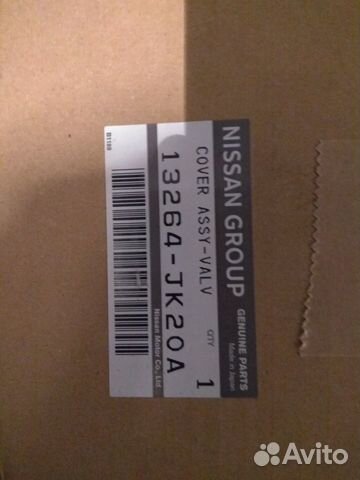 NISSAN GROUP
GENUINE PARTS
Made in Japan
COVER ASSY-VALV
QTY
13264-JK20A
1
Nissan Motor Co., Ltd.
B1188
Avito